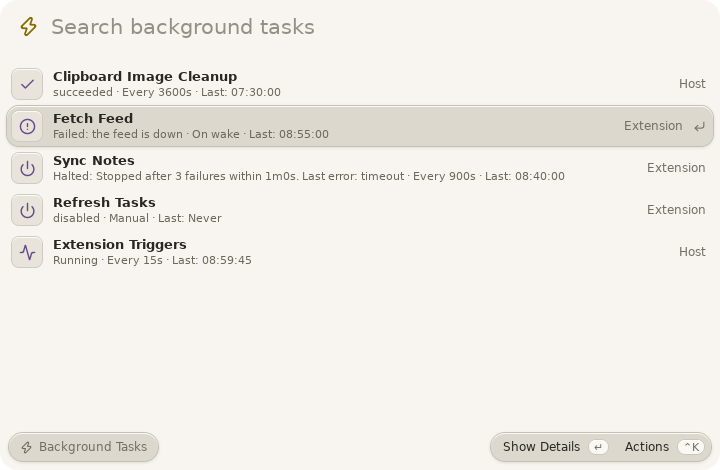 Search background tasks
Clipboard Image Cleanup
succeeded · Every 3600s · Last: 07:30:00
Host
Fetch Feed
Failed: the feed is down · On wake · Last: 08:55:00
Extension ↵
Sync Notes
Halted: Stopped after 3 failures within 1m0s. Last error: timeout · Every 900s · Last: 08:40:00
Extension
Refresh Tasks
disabled · Manual · Last: Never
Extension
Extension Triggers
Running · Every 15s · Last: 08:59:45
Host
Background Tasks
Show Details ↵ Actions ^K